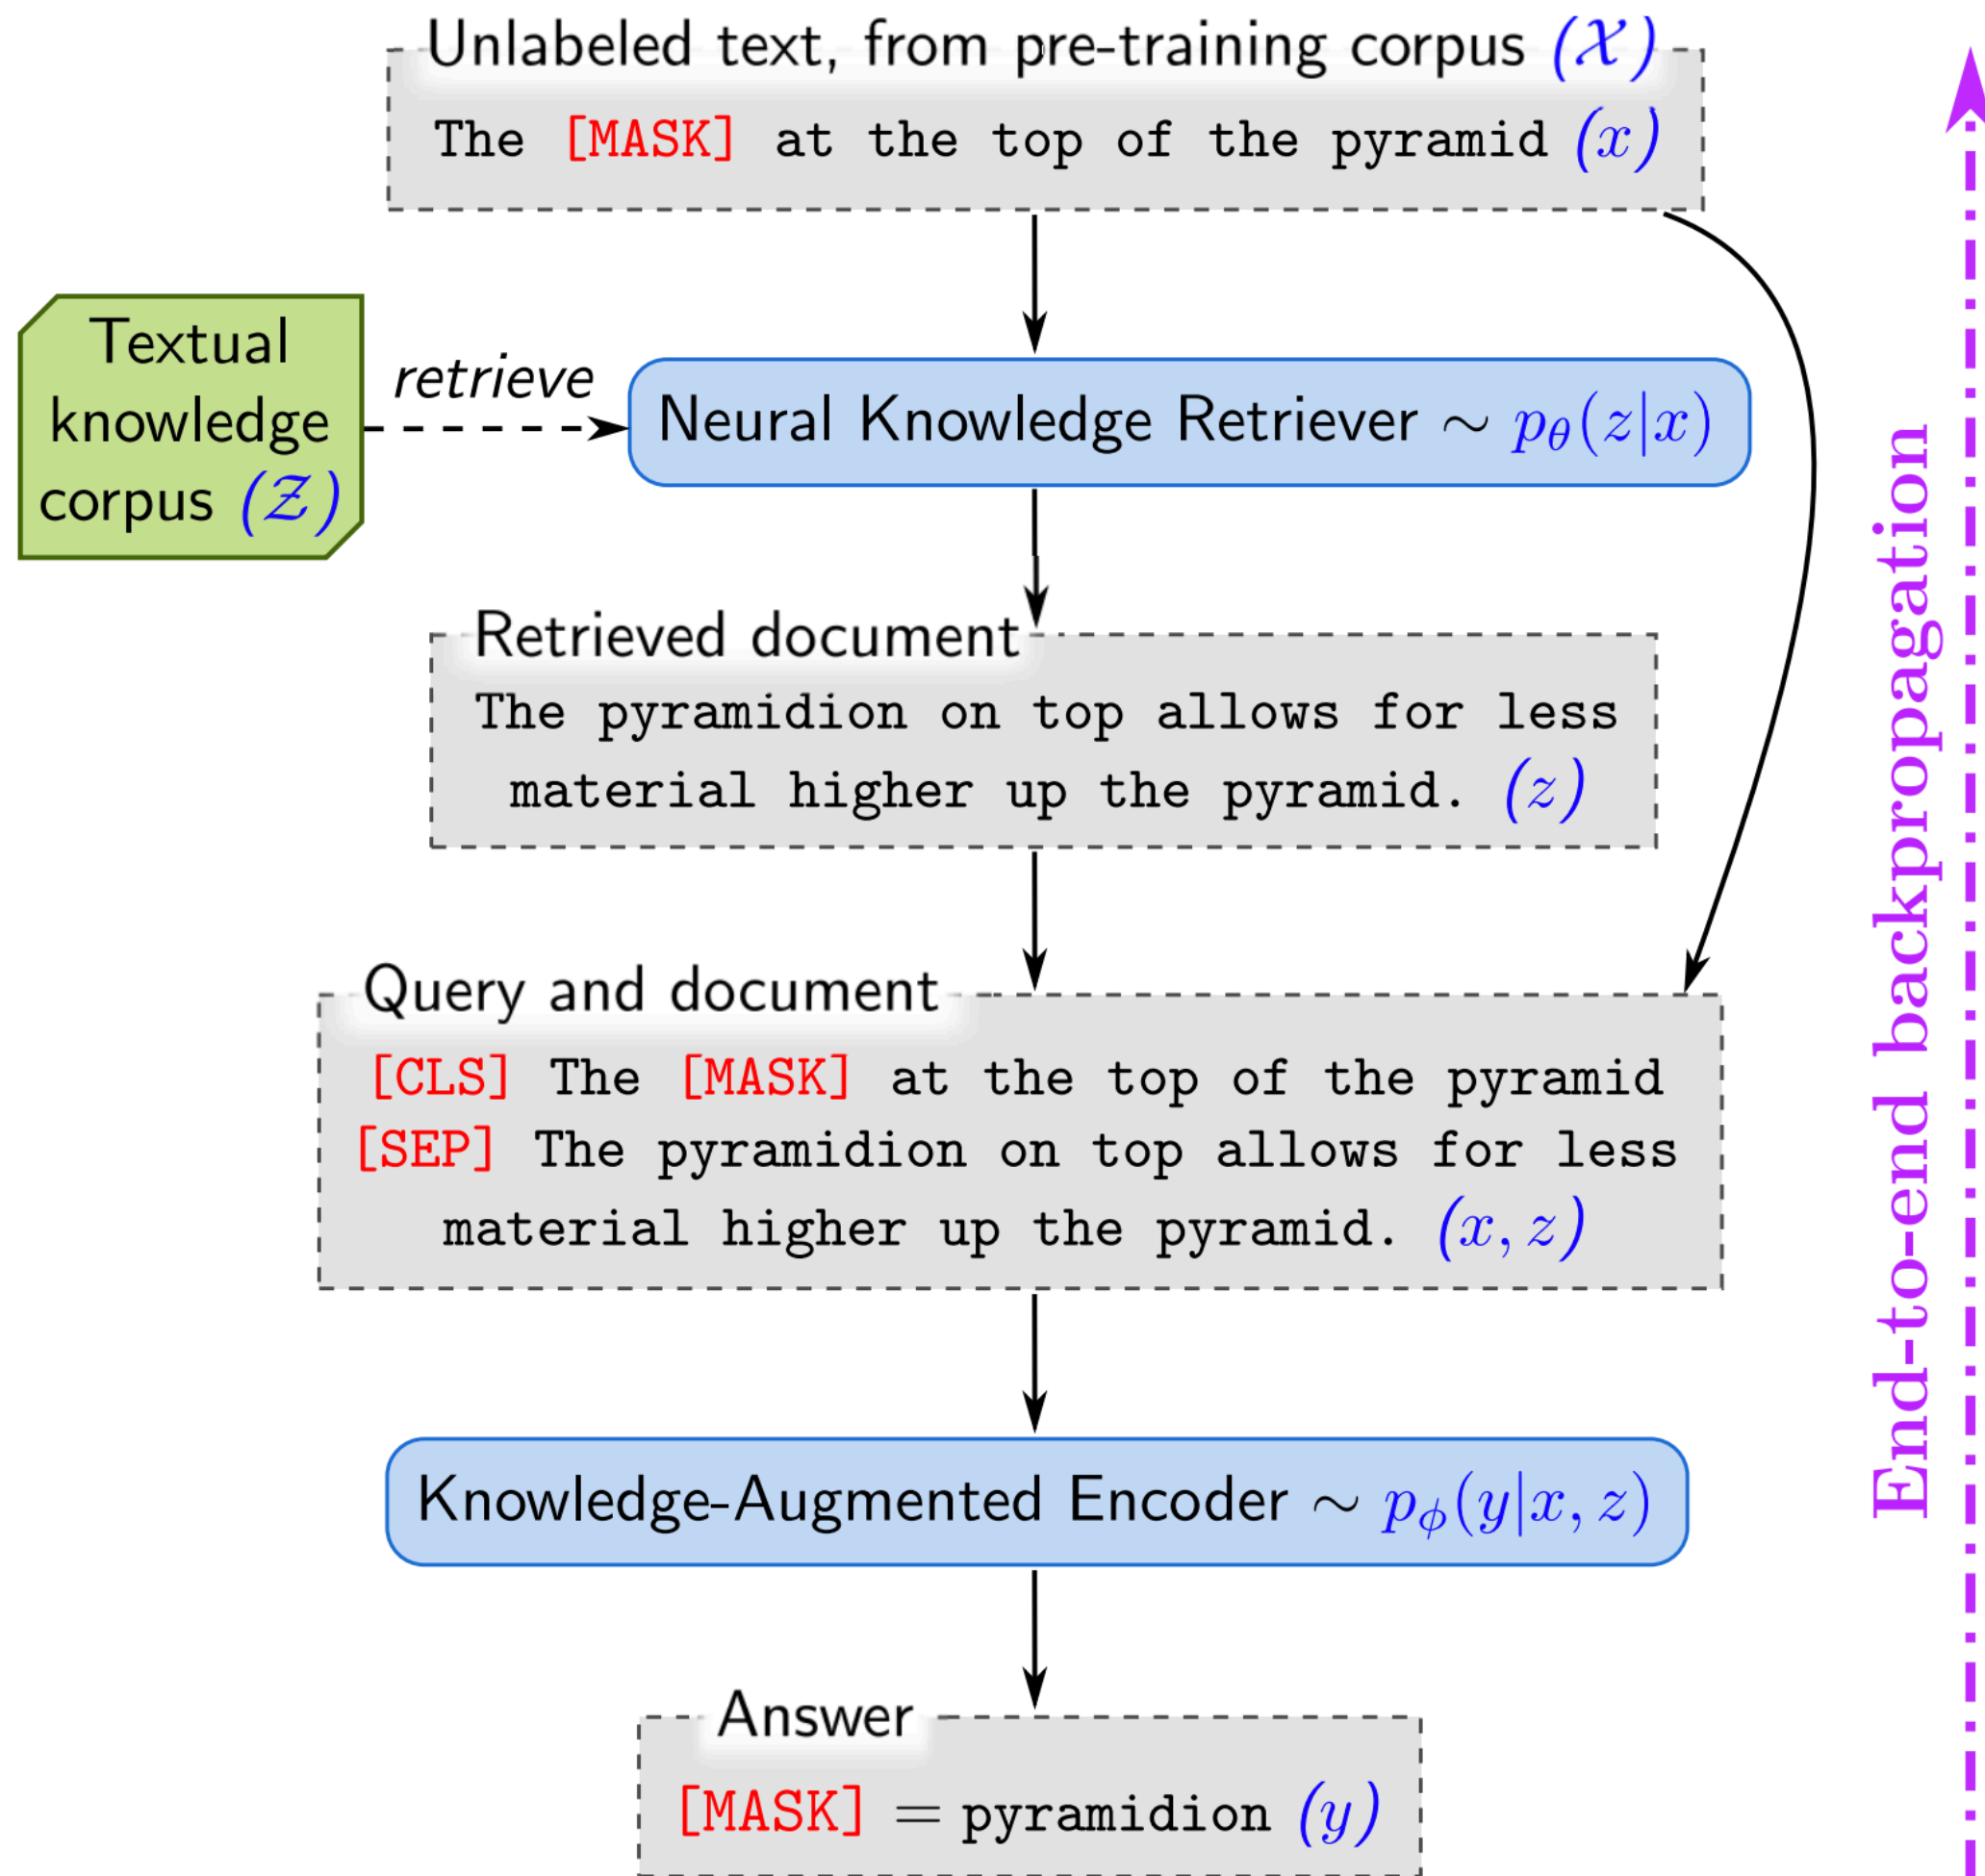 Unlabeled text, from pre-training corpus (𝒳)
The [MASK] at the top of the pyramid (x)
Textual
knowledge
corpus (𝒵)
retrieve
Neural Knowledge Retriever ∼ pθ(z|x)
Retrieved document
The pyramidion on top allows for less
material higher up the pyramid. (z)
Query and document
[CLS] The [MASK] at the top of the pyramid
[SEP] The pyramidion on top allows for less
material higher up the pyramid. (x, z)
Knowledge-Augmented Encoder ∼ pϕ(y|x, z)
Answer
[MASK] = pyramidion (y)
End-to-end backpropagation